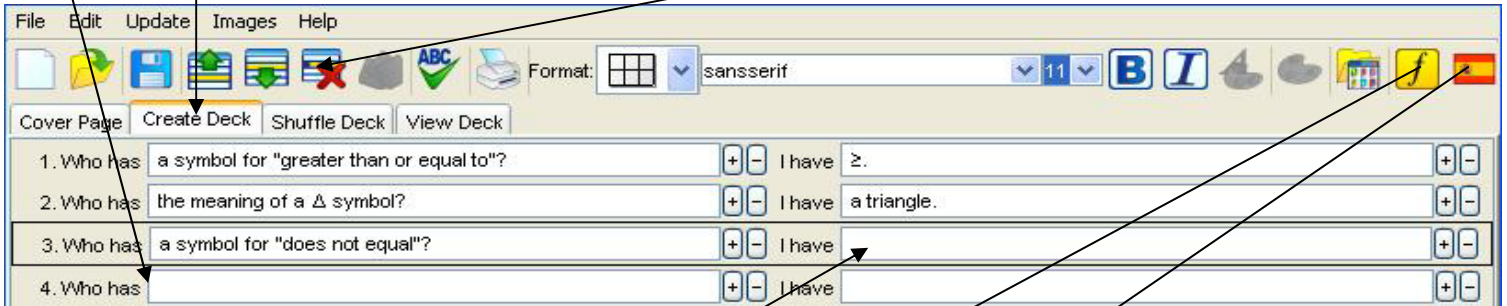 File Edit Update Images Help
ABC Format: sansserif 11 B I f
Cover Page Create Deck Shuffle Deck View Deck
1. Who has a symbol for "greater than or equal to"? + - I have ≥. + -
2. Who has the meaning of a Δ symbol? + - I have a triangle. + -
3. Who has a symbol for "does not equal"? + - I have + -
4. Who has + - I have + -